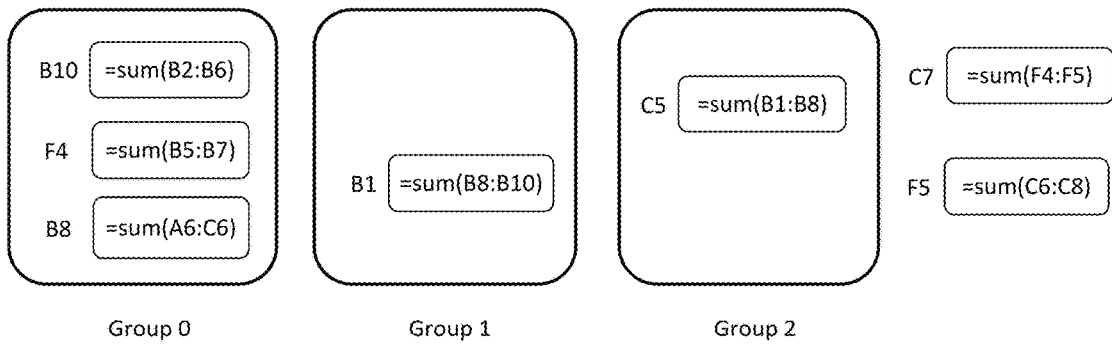 B10 =sum(B2:B6)
F4 =sum(B5:B7)
B8 =sum(A6:C6)
Group 0
B1 =sum(B8:B10)
Group 1
C5 =sum(B1:B8)
Group 2
C7 =sum(F4:F5)
F5 =sum(C6:C8)